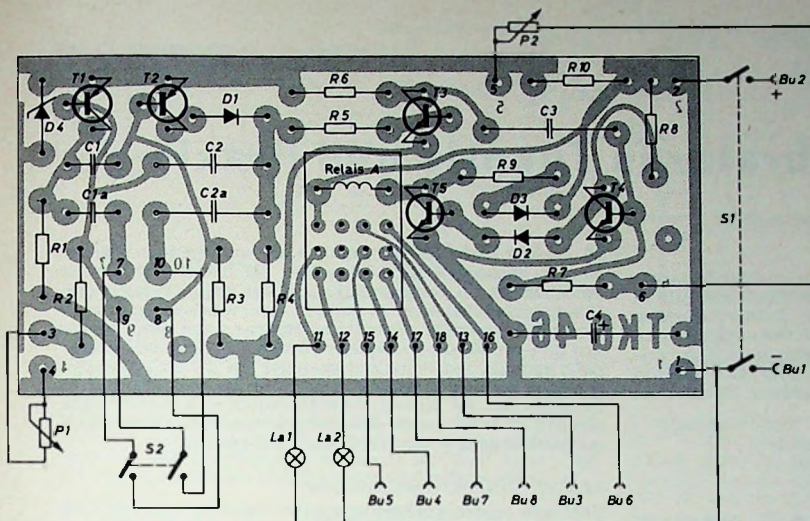 P2
T1 T2 R6 T3 5 R10 2 Bu2
+
D4 D1 R5 C3 R8
C1 C2 Relais A R9
C1a C2a T5 D3 T4 S1
R1 7 10 D2
R2 R3 R4 R7 6
9 8
3 11 12 15 14 17 18 13 16 C4 +
TKG 46
4 1 − Bu1
P1 S2 La1 La2
Bu5 Bu4 Bu7 Bu8 Bu3 Bu6